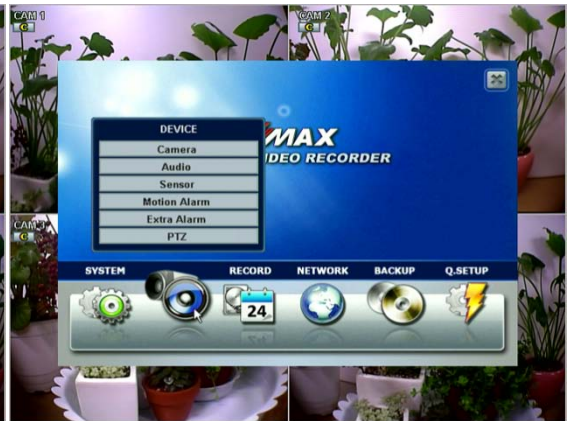 CAM 1
C
CAM 2
C
DEVICE
Camera
Audio
Sensor
Motion Alarm
Extra Alarm
PTZ
MAX
IDEO RECORDER
CAM 3
C
SYSTEM
RECORD
NETWORK
BACKUP
Q.SETUP
24